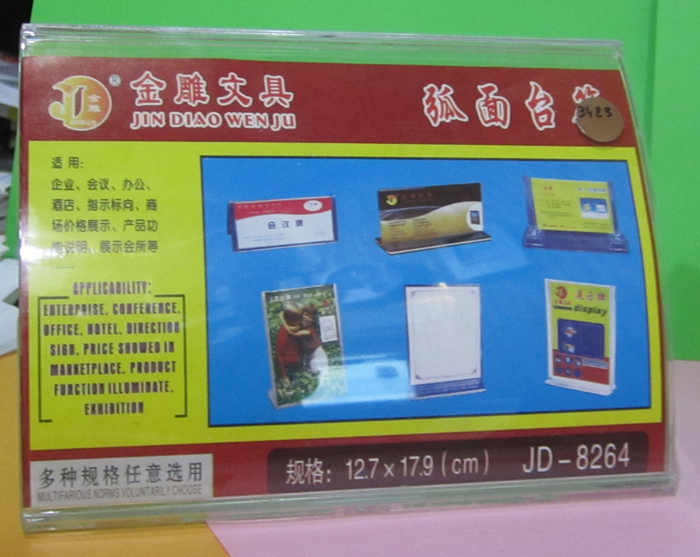 金雕文具
JIN DIAO WEN JU
弧面台
3423
适用:
企业、会议、办公、
酒店、指示标向、商
场价格展示、产品功
能说明、展示会所等
......
APPLICABILITY:
ENTERPRISE, CONFERENCE,
OFFICE, HOTEL, DIRECTION
SIGN, PRICE SHOWED IN
MARKETPLACE, PRODUCT
FUNCTION ILLUMINATE,
EXHIBITION
会议牌
展示牌
display
多种规格任意选用
MULTIFARIOUS NORMS VOLUNTARILY CHOOSE
规格: 12.7×17.9(cm) JD-8264